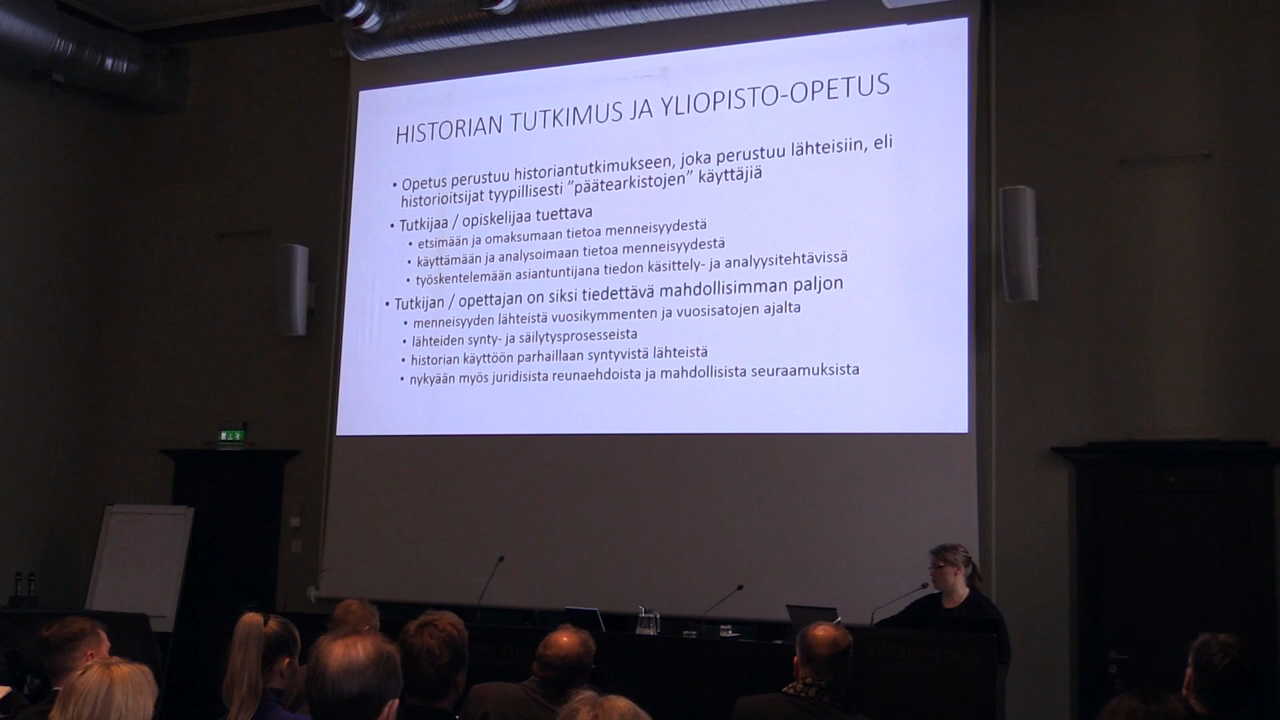 HISTORIAN TUTKIMUS JA YLIOPISTO-OPETUS
• Opetus perustuu historiantutkimukseen, joka perustuu lähteisiin, eli
historioitsijat tyypillisesti ”päätearkistojen” käyttäjiä
• Tutkijaa / opiskelijaa tuettava
• etsimään ja omaksumaan tietoa menneisyydestä
• käyttämään ja analysoimaan tietoa menneisyydestä
• työskentelemään asiantuntijana tiedon käsittely- ja analyysitehtävissä
• Tutkijan / opettajan on siksi tiedettävä mahdollisimman paljon
• menneisyyden lähteistä vuosikymmenten ja vuosisatojen ajalta
• lähteiden synty- ja säilytysprosesseista
• historian käyttöön parhaillaan syntyvistä lähteistä
• nykyään myös juridisista reunaehdoista ja mahdollisista seuraamuksista